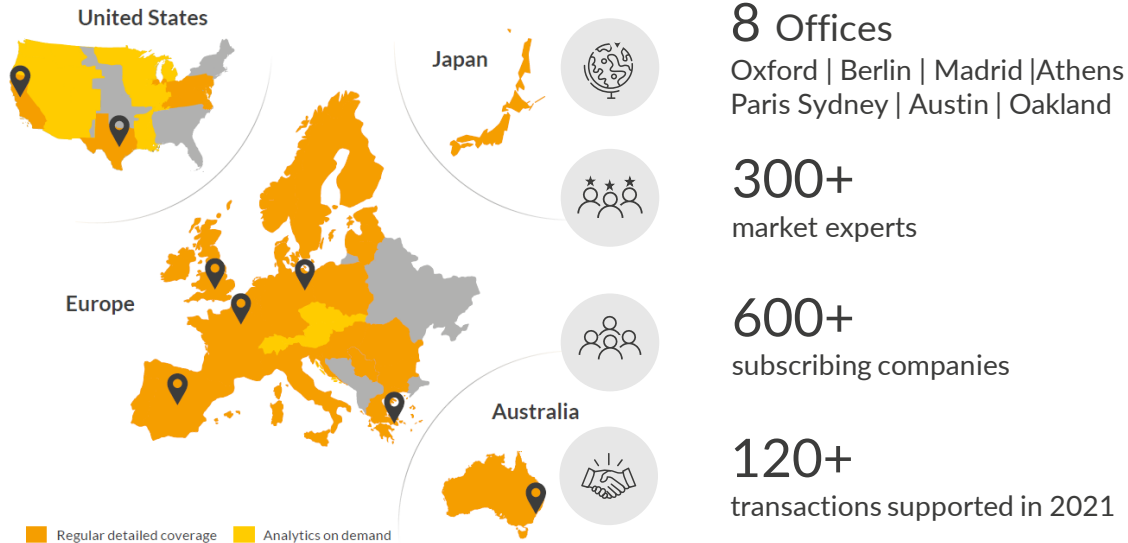 United States
Japan
Europe
Australia
Regular detailed coverage
Analytics on demand
8 Offices
Oxford | Berlin | Madrid |Athens
Paris Sydney | Austin | Oakland
300+
market experts
600+
subscribing companies
120+
transactions supported in 2021